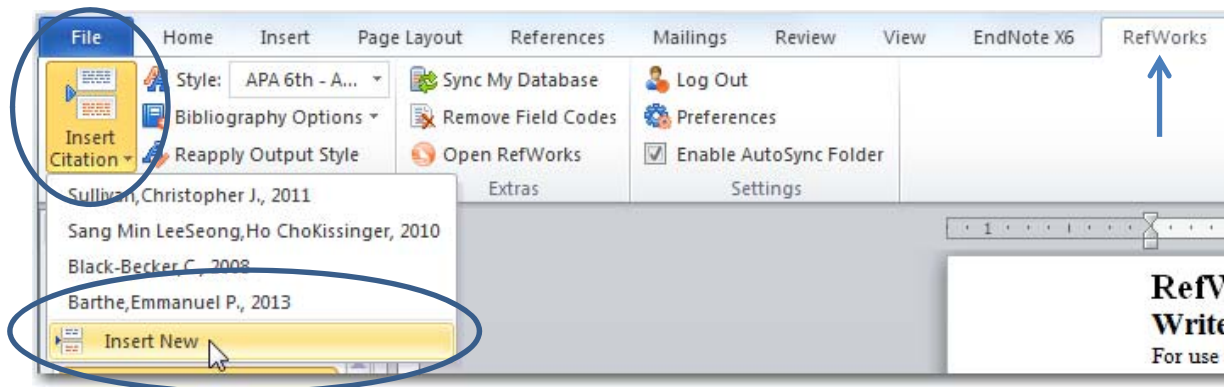 File Home Insert Page Layout References Mailings Review View EndNote X6 RefWorks
Insert Citation
Style: APA 6th - A...
Bibliography Options
Reapply Output Style
Sync My Database
Remove Field Codes
Open RefWorks
Extras
Log Out
Preferences
Enable AutoSync Folder
Settings
Sullivan,Christopher J., 2011
Sang Min LeeSeong,Ho ChoKissinger, 2010
Black-Becker,C., 2008
Barthe,Emmanuel P., 2013
Insert New
1
RefW
Write
For use